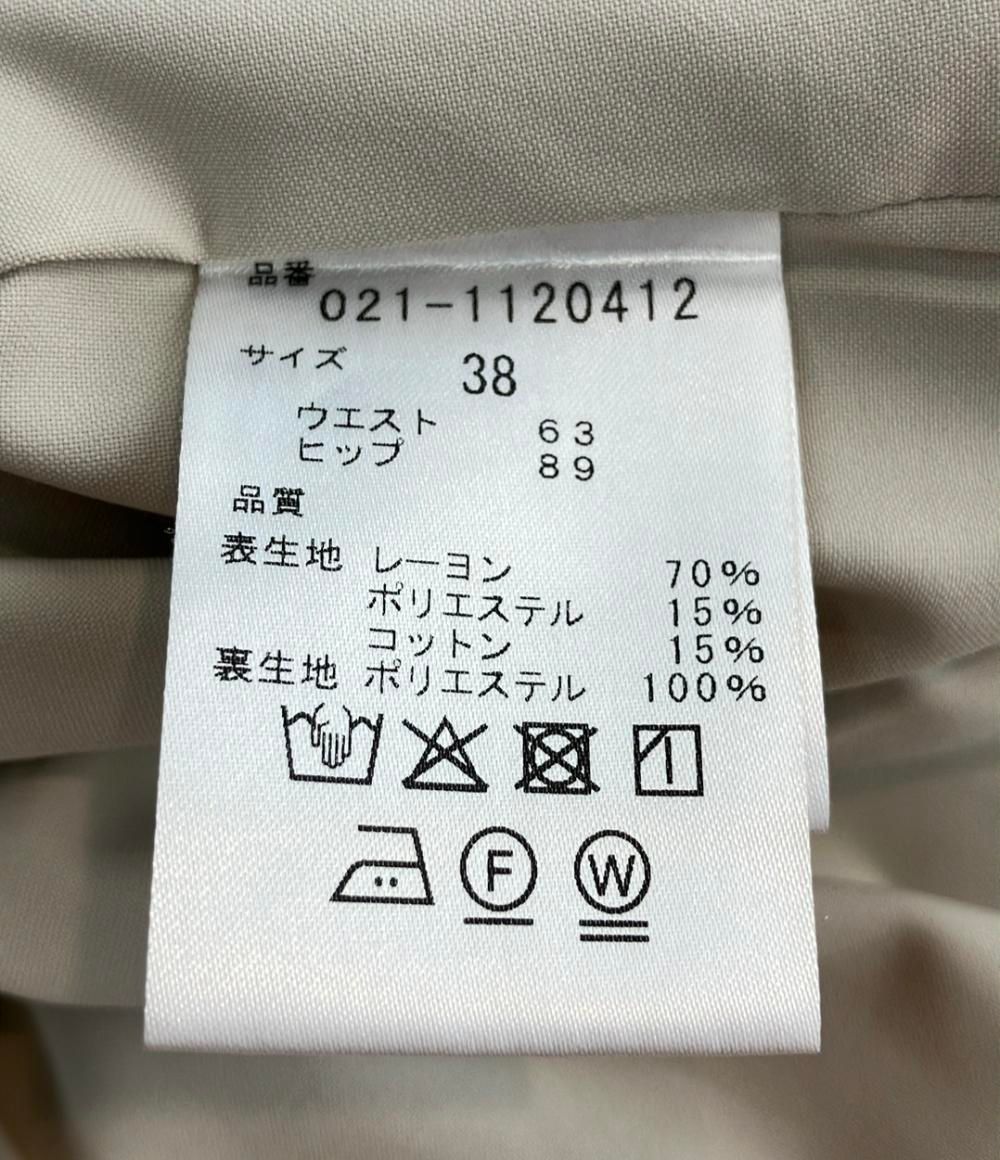 品番
021-1120412
サイズ 38
ウエスト 63
ヒップ 89
品質
表生地 レーヨン 70%
ポリエステル 15%
コットン 15%
裏生地 ポリエステル 100%
F W